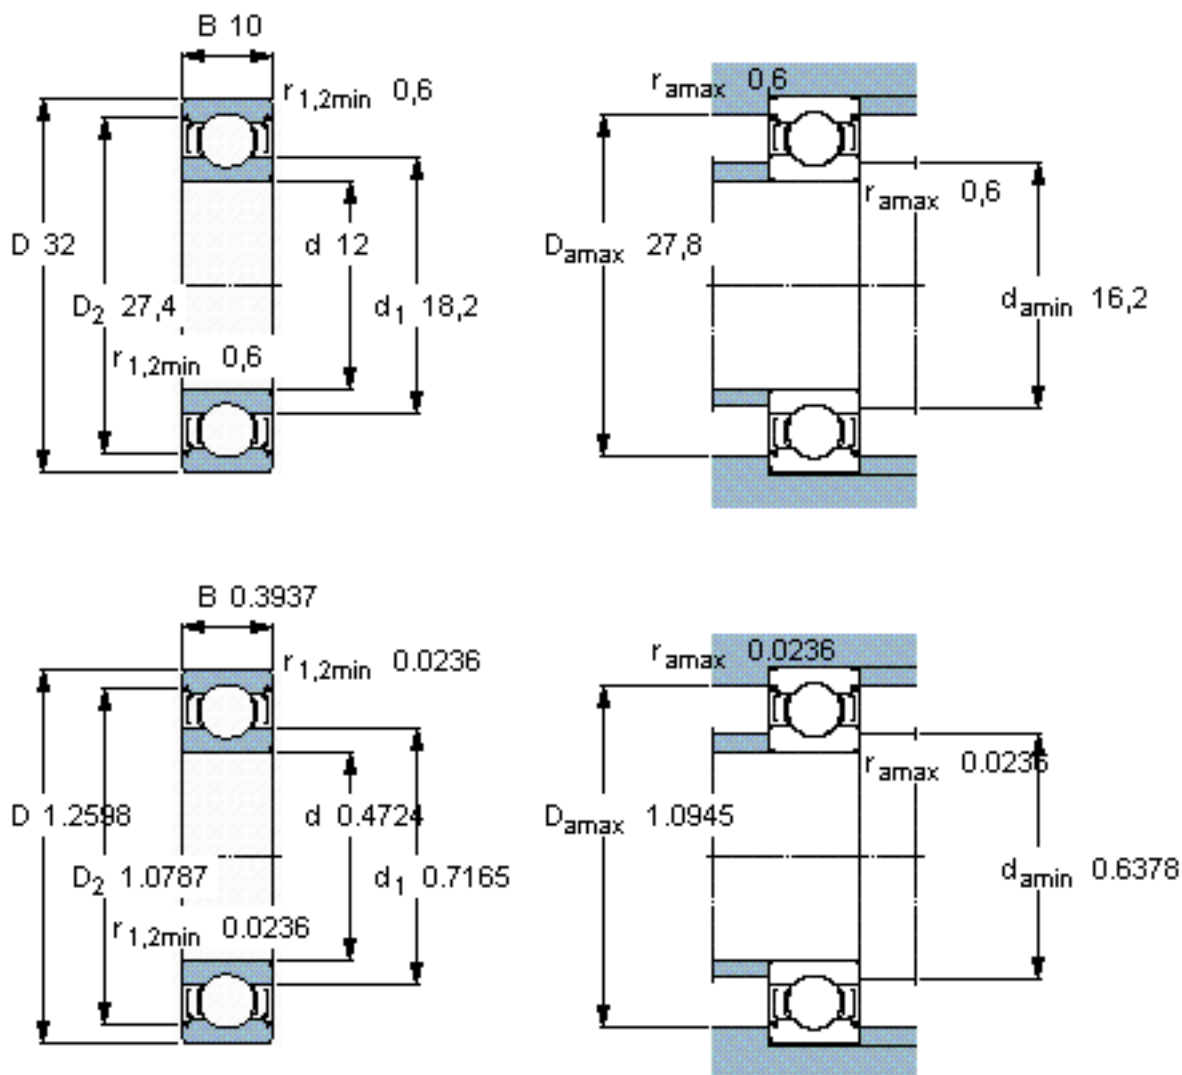 B 10
r1,2min 0,6
ramax 0,6
ramax 0,6
D 32
d 12
Damax 27,8
D2 27,4
d1 18,2
damin 16,2
r1,2min 0,6
B 0.3937
r1,2min 0.0236
ramax 0.0236
ramax 0.0236
D 1.2598
d 0.4724
Damax 1.0945
D2 1.0787
d1 0.7165
damin 0.6378
r1,2min 0.0236